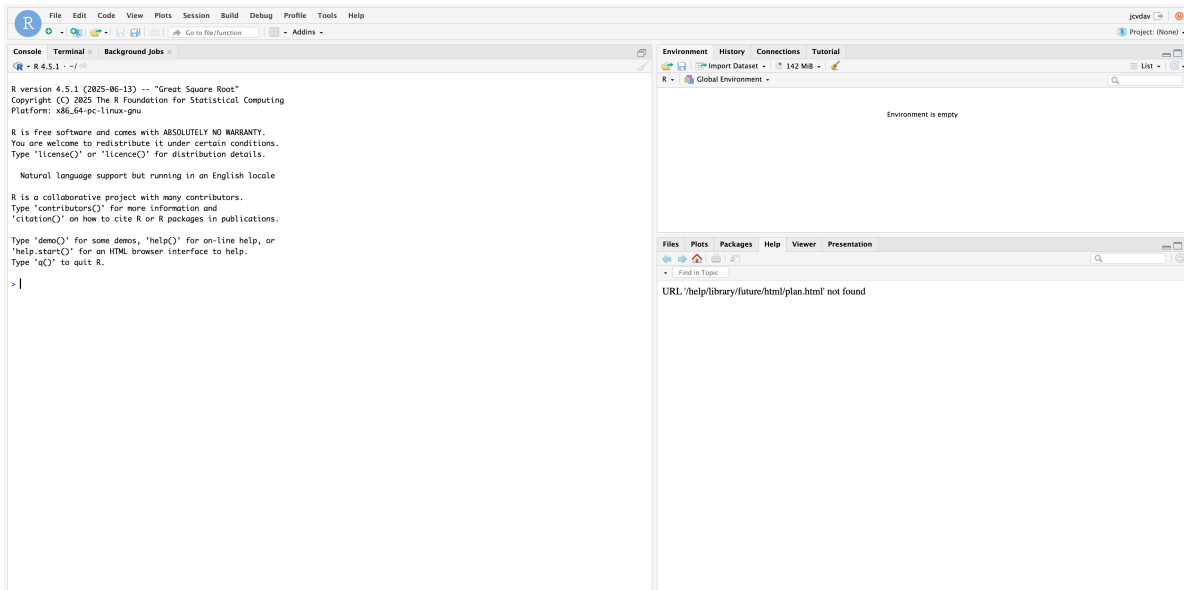 R
File Edit Code View Plots Session Build Debug Profile Tools Help
jcvdav
Go to file/function
Addins
Project: (None)
Console Terminal Background Jobs
R 4.5.1 · ~/
R version 4.5.1 (2025-06-13) -- "Great Square Root"
Copyright (C) 2025 The R Foundation for Statistical Computing
Platform: x86_64-pc-linux-gnu
R is free software and comes with ABSOLUTELY NO WARRANTY.
You are welcome to redistribute it under certain conditions.
Type 'license()' or 'licence()' for distribution details.
Natural language support but running in an English locale
R is a collaborative project with many contributors.
Type 'contributors()' for more information and
'citation()' on how to cite R or R packages in publications.
Type 'demo()' for some demos, 'help()' for on-line help, or
'help.start()' for an HTML browser interface to help.
Type 'q()' to quit R.
>
Environment History Connections Tutorial
Import Dataset 142 MiB List
R Global Environment
Environment is empty
Files Plots Packages Help Viewer Presentation
Find in Topic
URL '/help/library/future/html/plan.html' not found